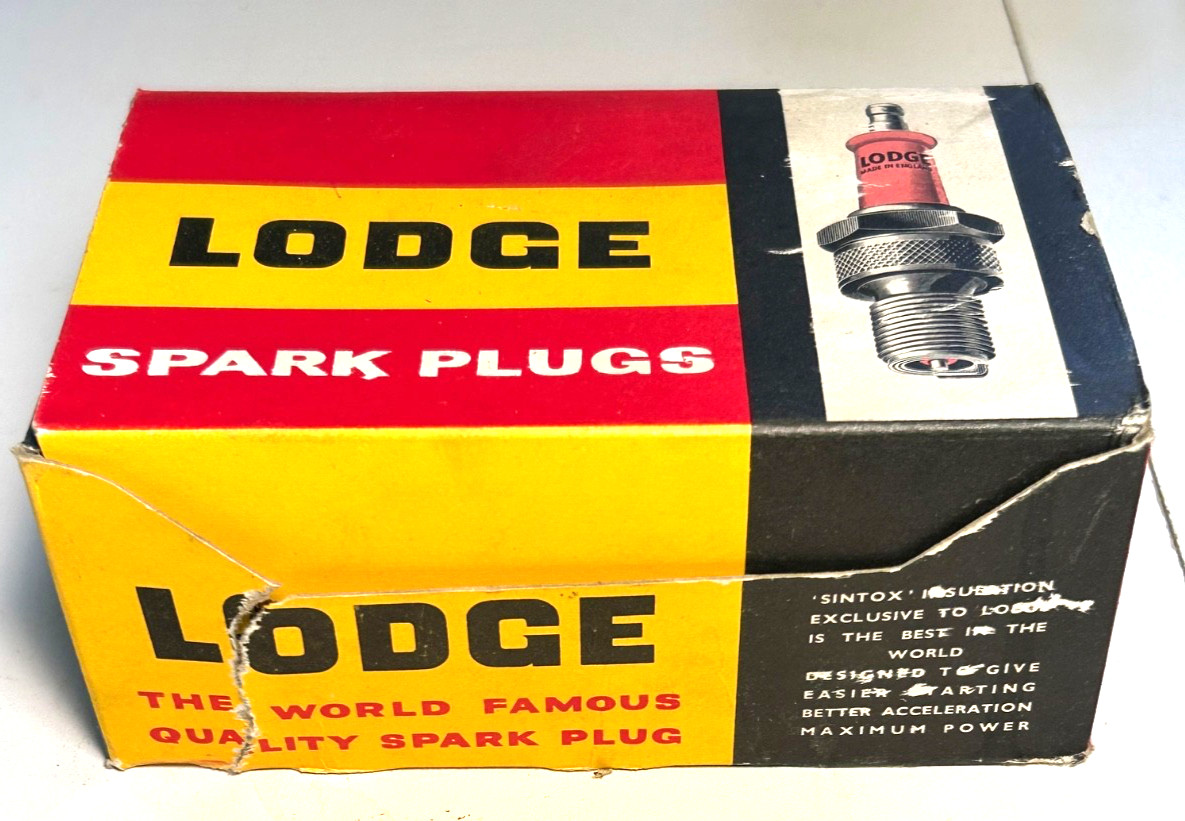 LODGE
SPARK PLUGS
LODGE
MADE IN ENGLAND
LODGE
THE WORLD FAMOUS
QUALITY SPARK PLUG
'SINTOX' INSULATION
EXCLUSIVE TO LODGE
IS THE BEST IN THE
WORLD
DESIGNED TO GIVE
EASIER STARTING
BETTER ACCELERATION
MAXIMUM POWER